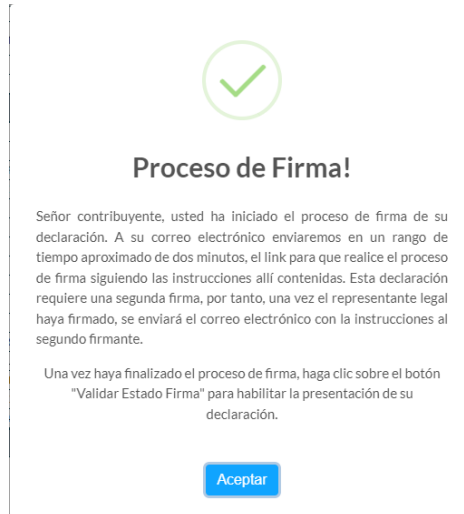 Proceso de Firma!
Señor contribuyente, usted ha iniciado el proceso de firma de su
declaración. A su correo electrónico enviaremos en un rango de
tiempo aproximado de dos minutos, el link para que realice el proceso
de firma siguiendo las instrucciones allí contenidas. Esta declaración
requiere una segunda firma, por tanto, una vez el representante legal
haya firmado, se enviará el correo electrónico con la instrucciones al
segundo firmante.
Una vez haya finalizado el proceso de firma, haga clic sobre el botón
"Validar Estado Firma" para habilitar la presentación de su
declaración.
Aceptar